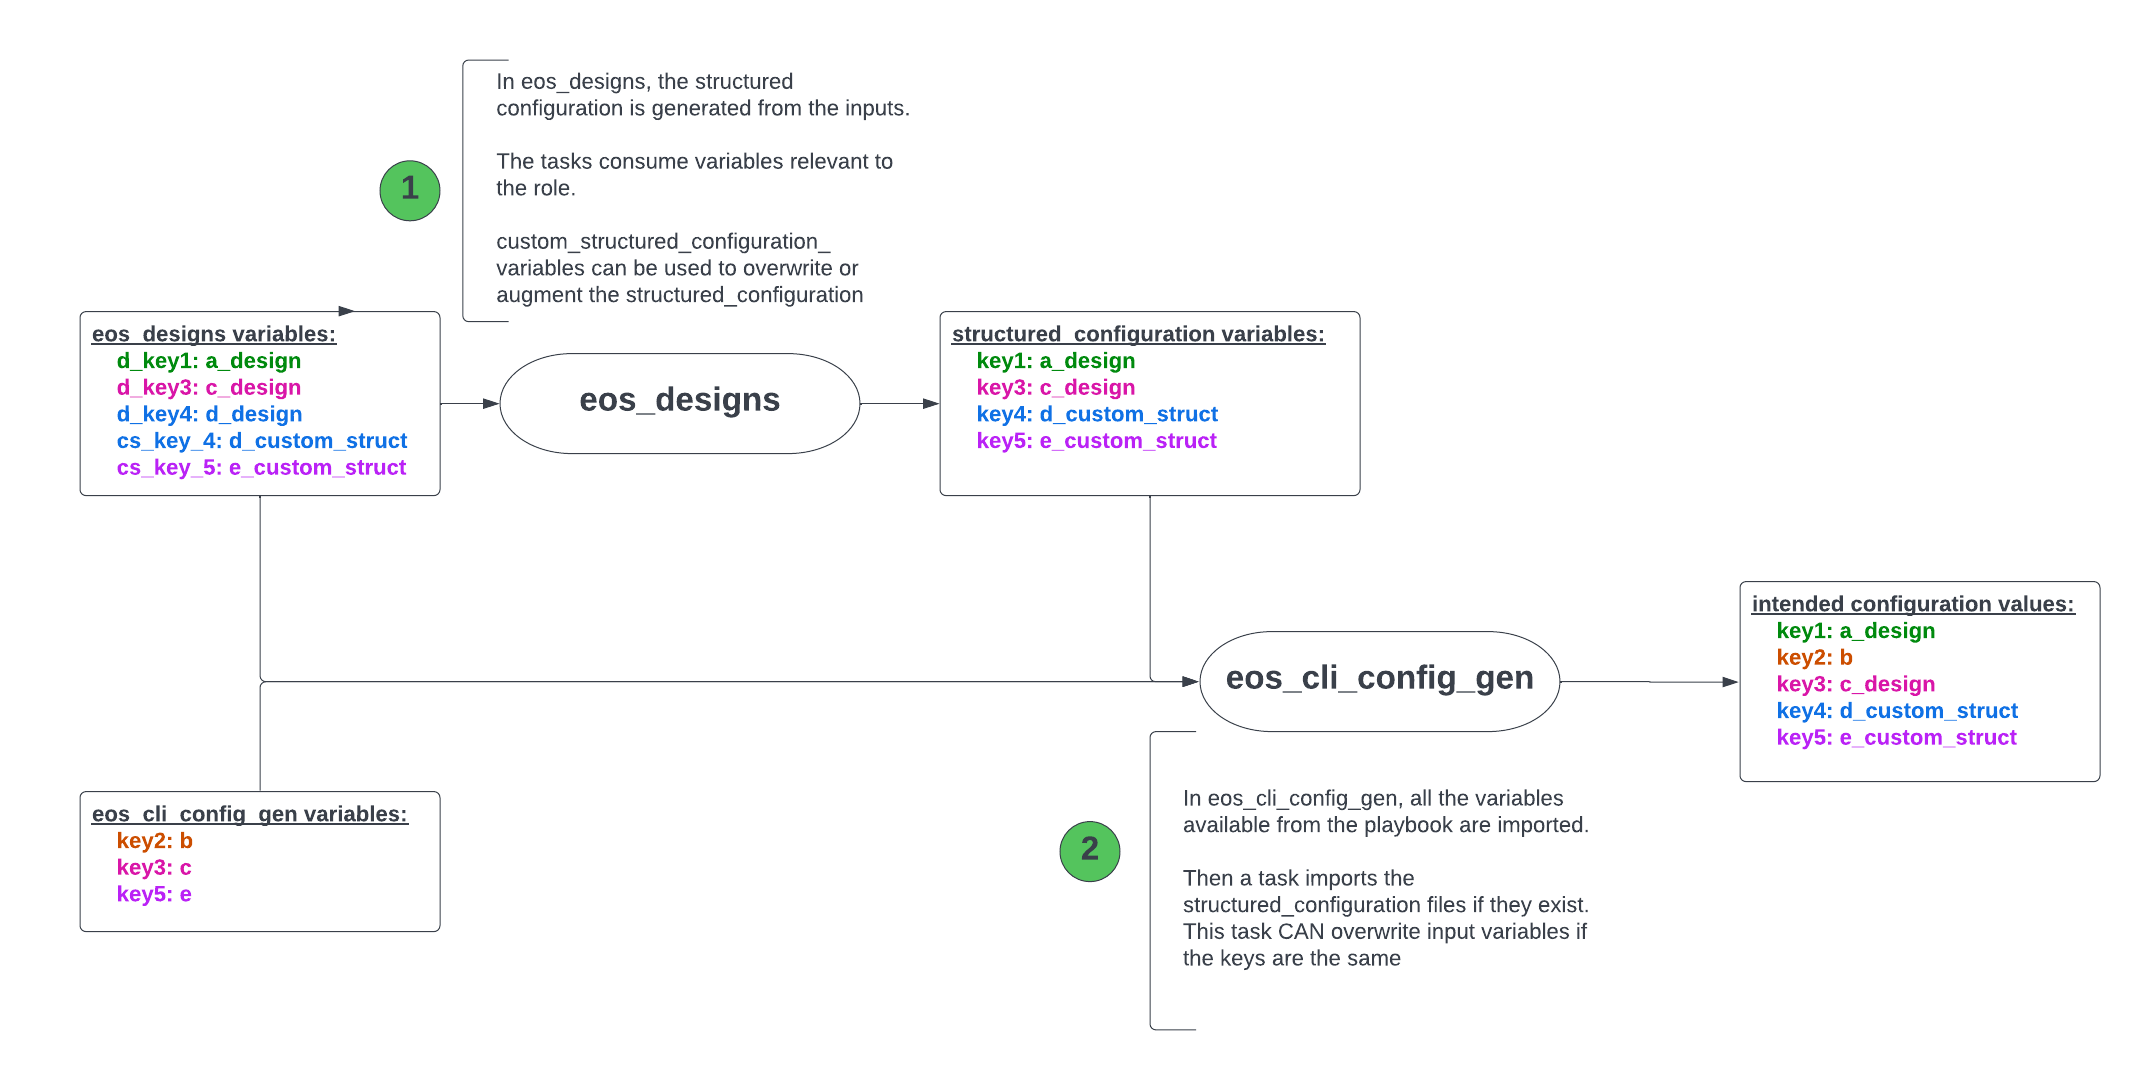 In eos_designs, the structured
configuration is generated from the inputs.
The tasks consume variables relevant to
the role.
custom_structured_configuration_
variables can be used to overwrite or
augment the structured_configuration
1
eos_designs variables:
d_key1: a_design
d_key3: c_design
d_key4: d_design
cs_key_4: d_custom_struct
cs_key_5: e_custom_struct
eos_designs
structured_configuration variables:
key1: a_design
key3: c_design
key4: d_custom_struct
key5: e_custom_struct
eos_cli_config_gen
intended configuration values:
key1: a_design
key2: b
key3: c_design
key4: d_custom_struct
key5: e_custom_struct
eos_cli_config_gen variables:
key2: b
key3: c
key5: e
2
In eos_cli_config_gen, all the variables
available from the playbook are imported.
Then a task imports the
structured_configuration files if they exist.
This task CAN overwrite input variables if
the keys are the same